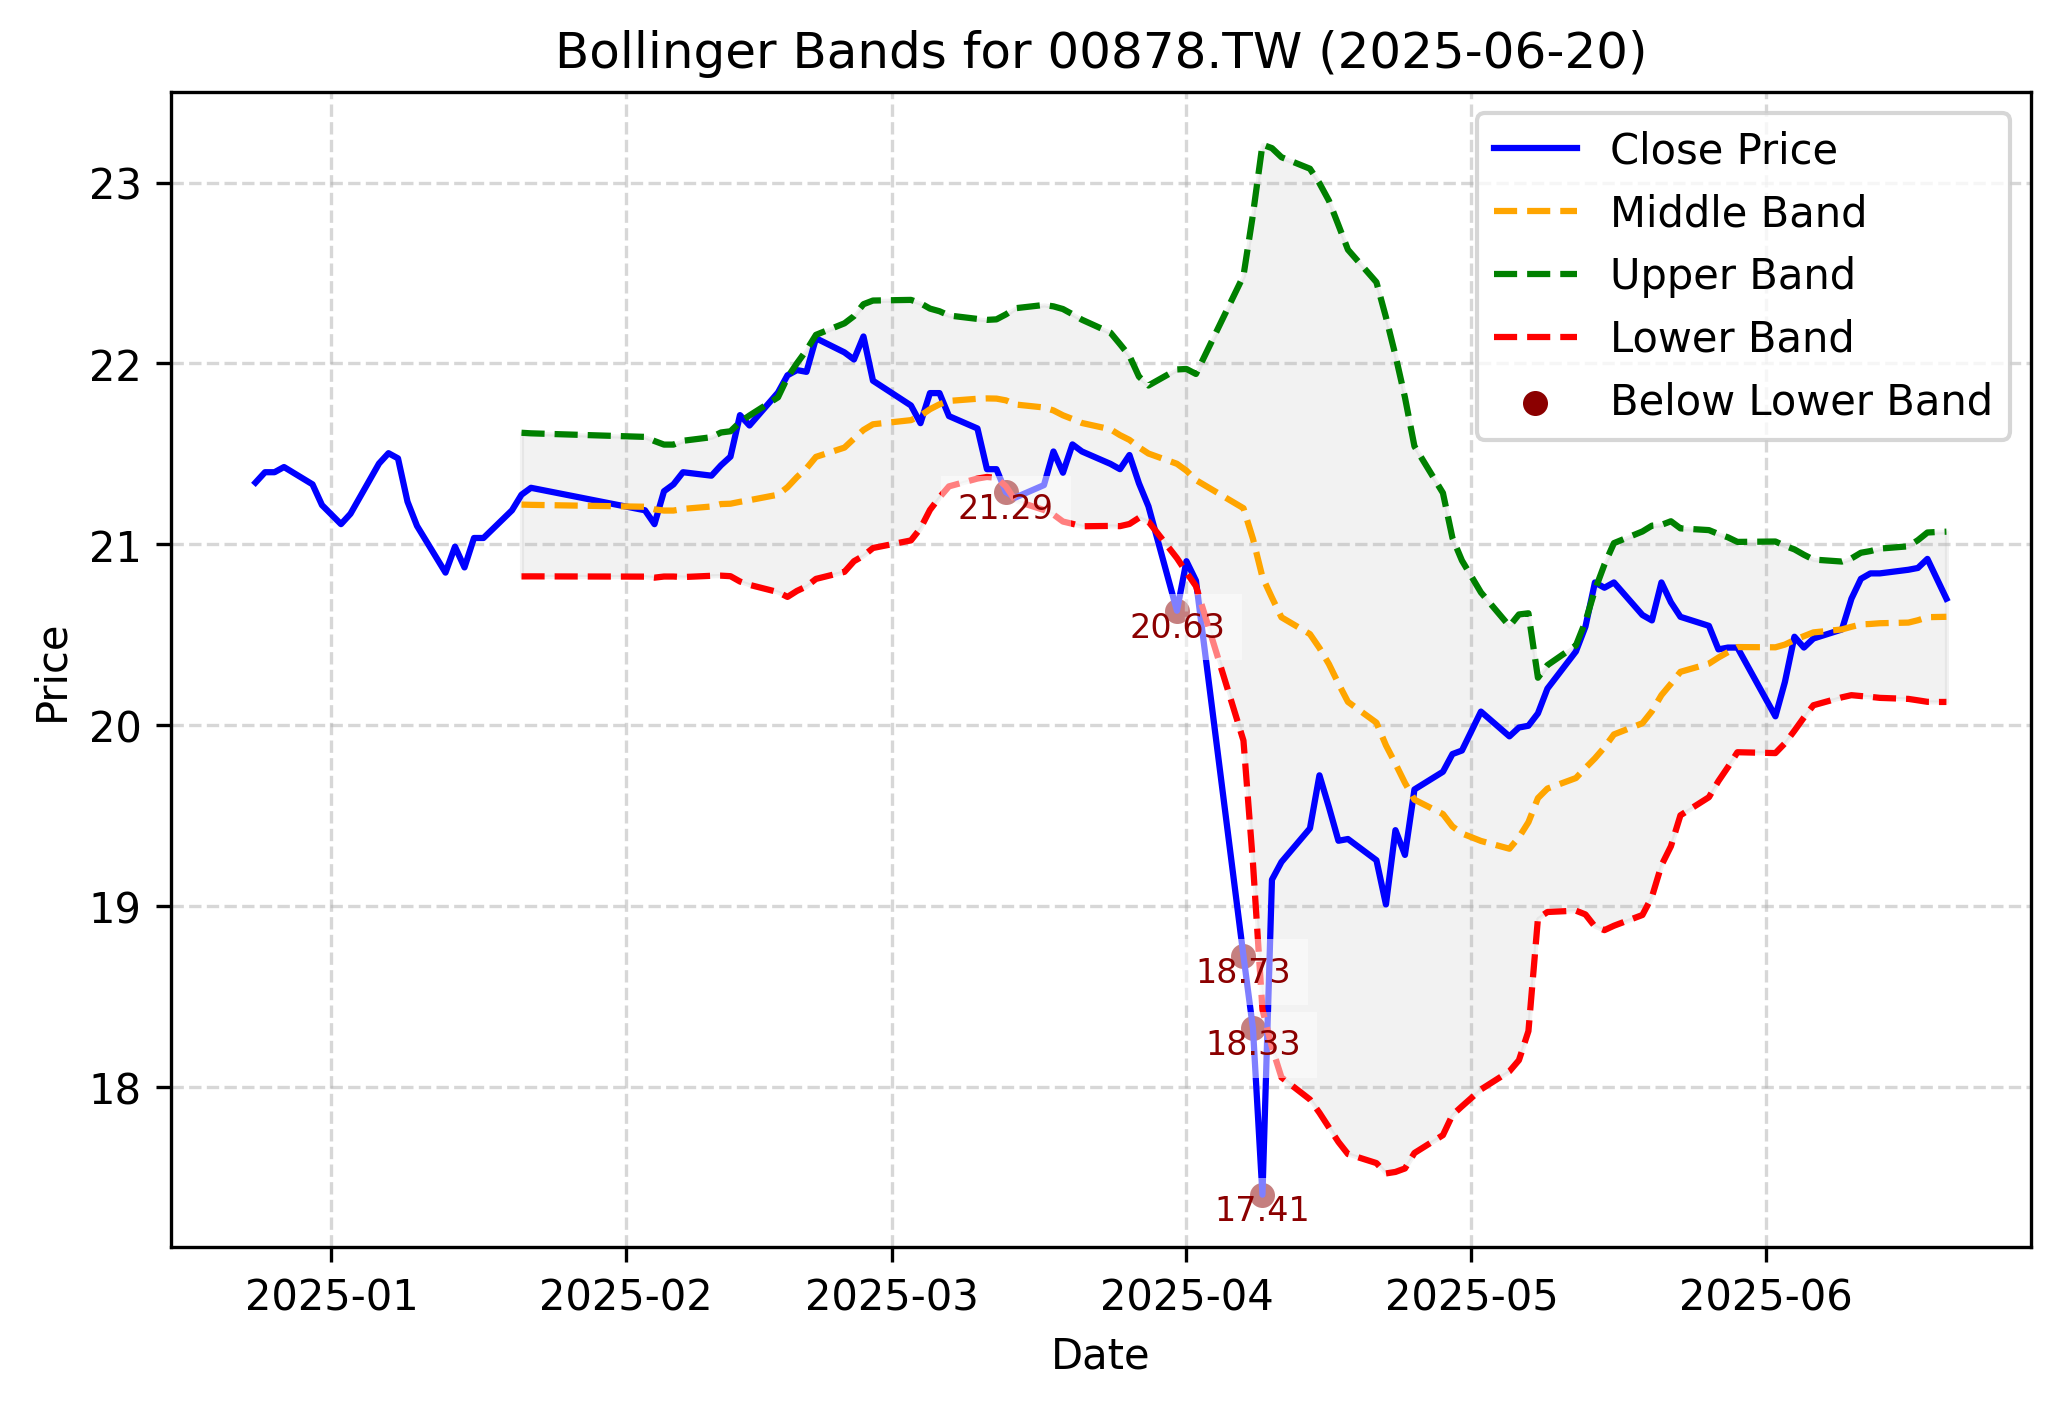 Bollinger Bands for 00878.TW (2025-06-20)
Close Price
Middle Band
Upper Band
Lower Band
Below Lower Band
Price
23
22
21
20
19
18
21.29
20.63
18.73
18.33
17.41
2025-01
2025-02
2025-03
2025-04
2025-05
2025-06
Date